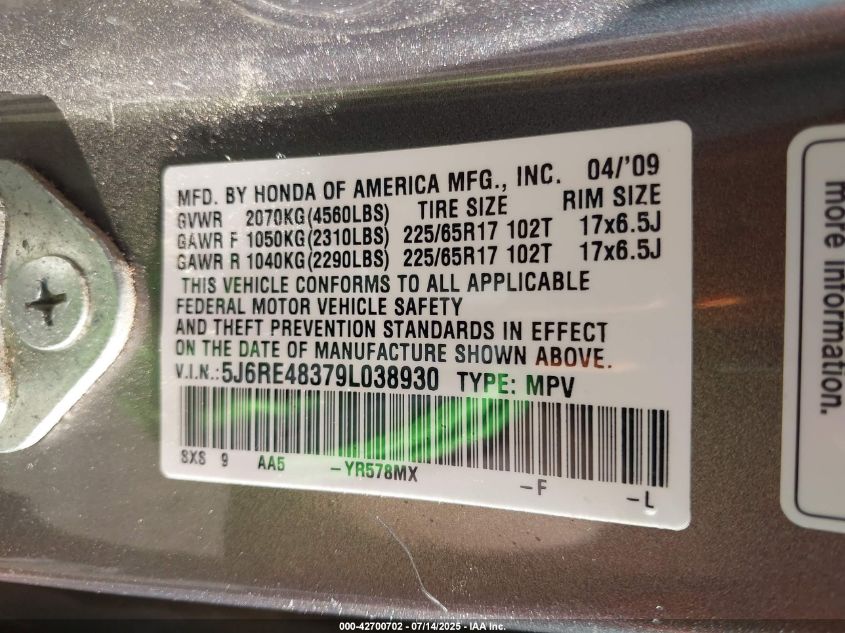 MFD. BY HONDA OF AMERICA MFG., INC. 04/'09
GVWR 2070KG(4560LBS) TIRE SIZE RIM SIZE
GAWR F 1050KG(2310LBS) 225/65R17 102T 17x6.5J
GAWR R 1040KG(2290LBS) 225/65R17 102T 17x6.5J
THIS VEHICLE CONFORMS TO ALL APPLICABLE
FEDERAL MOTOR VEHICLE SAFETY
AND THEFT PREVENTION STANDARDS IN EFFECT
ON THE DATE OF MANUFACTURE SHOWN ABOVE.
V.I.N.:5J6RE48379L038930 TYPE: MPV
SXS 9 AA5 -YR578MX -F -L
more information.
000-42700702 - 07/14/2025 - IAA Inc.